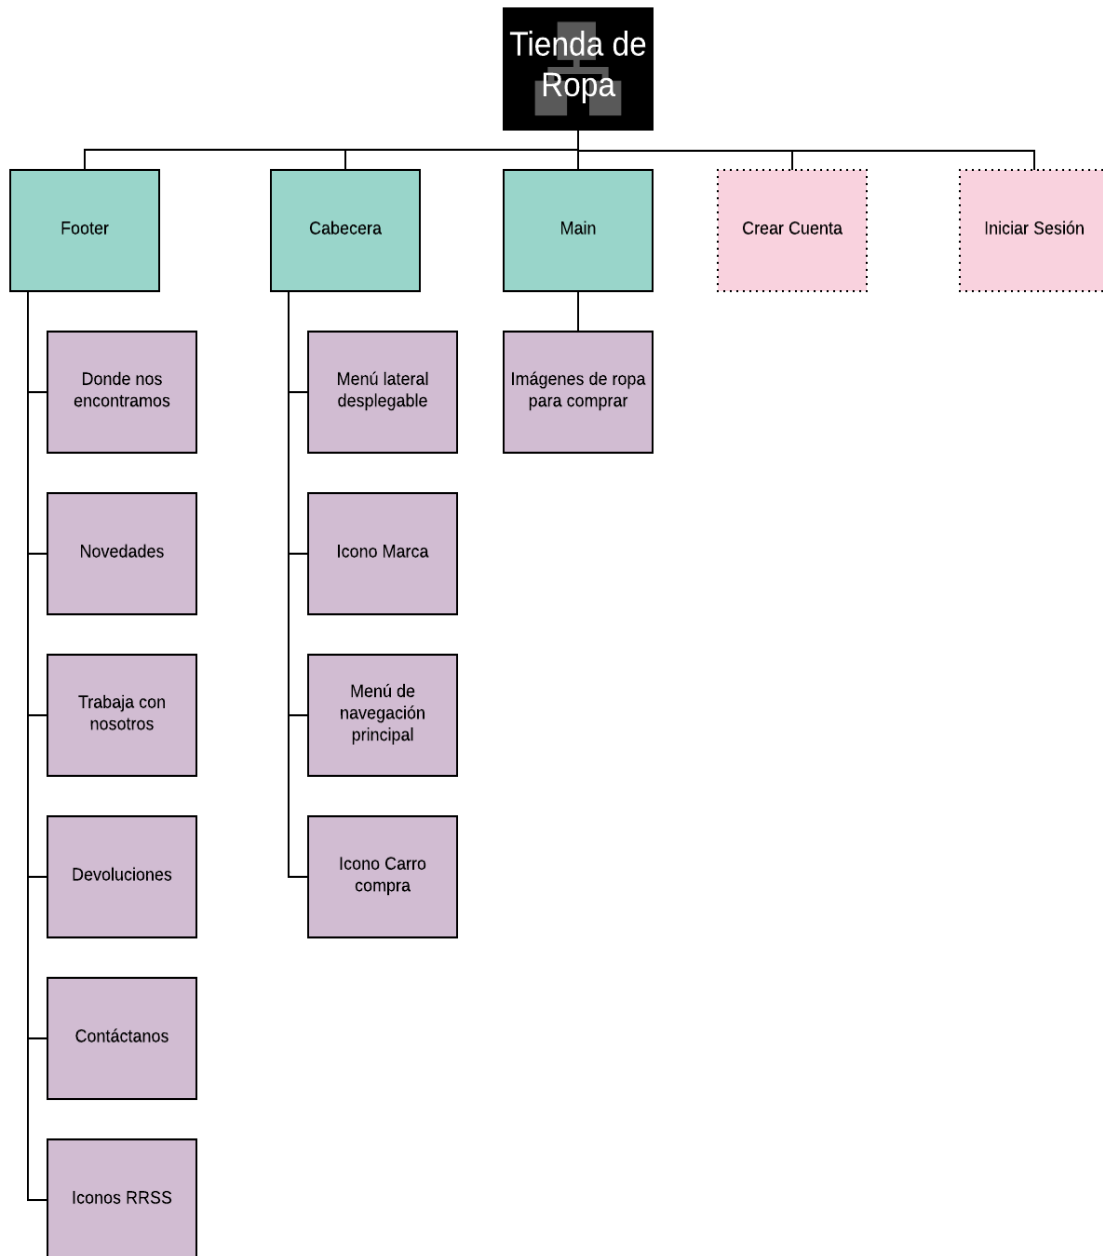 Tienda de
Ropa
Footer
Cabecera
Main
Crear Cuenta
Iniciar Sesión
Donde nos
encontramos
Menú lateral
desplegable
Imágenes de ropa
para comprar
Novedades
Icono Marca
Trabaja con
nosotros
Menú de
navegación
principal
Devoluciones
Icono Carro
compra
Contáctanos
Iconos RRSS